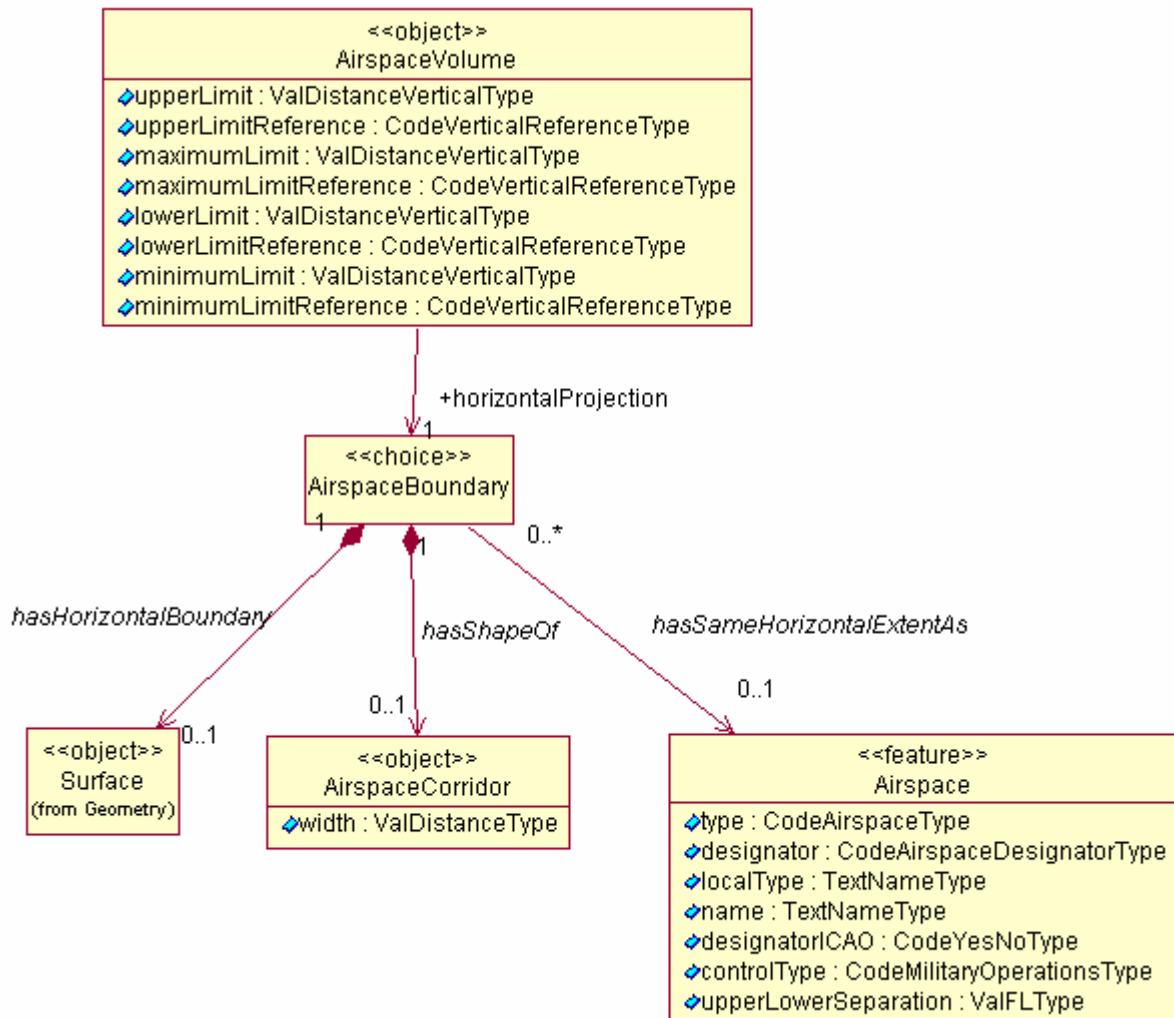 <<object>>
AirspaceVolume
upperLimit : ValDistanceVerticalType
upperLimitReference : CodeVerticalReferenceType
maximumLimit : ValDistanceVerticalType
maximumLimitReference : CodeVerticalReferenceType
lowerLimit : ValDistanceVerticalType
lowerLimitReference : CodeVerticalReferenceType
minimumLimit : ValDistanceVerticalType
minimumLimitReference : CodeVerticalReferenceType
+horizontalProjection
1
<<choice>>
AirspaceBoundary
1
1
0..*
hasHorizontalBoundary
hasShapeOf
hasSameHorizontalExtentAs
0..1
0..1
0..1
<<object>>
Surface
(from Geometry)
<<object>>
AirspaceCorridor
width : ValDistanceType
<<feature>>
Airspace
type : CodeAirspaceType
designator : CodeAirspaceDesignatorType
localType : TextNameType
name : TextNameType
designatorICAO : CodeYesNoType
controlType : CodeMilitaryOperationsType
upperLowerSeparation : ValFLType